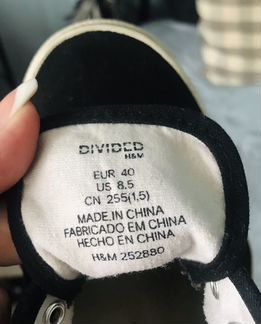 DIVIDED
H&M
EUR 40
US 8.5
CN 255(1,5)
MADE IN CHINA
FABRICADO EM CHINA
HECHO EN CHINA
H&M 252880